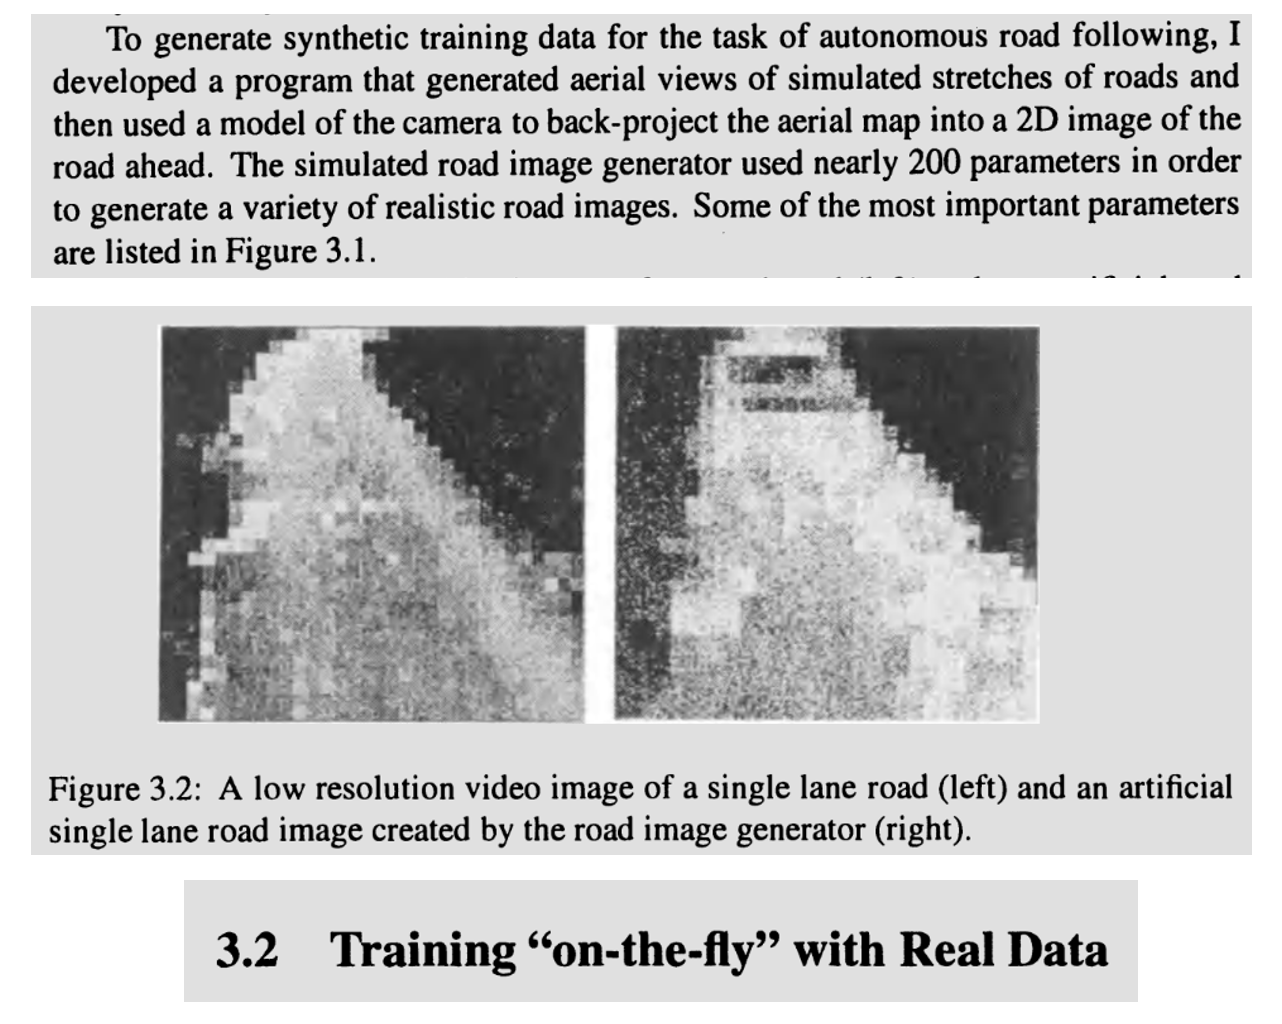 To generate synthetic training data for the task of autonomous road following, I
developed a program that generated aerial views of simulated stretches of roads and
then used a model of the camera to back-project the aerial map into a 2D image of the
road ahead. The simulated road image generator used nearly 200 parameters in order
to generate a variety of realistic road images. Some of the most important parameters
are listed in Figure 3.1.
Figure 3.2: A low resolution video image of a single lane road (left) and an artificial
single lane road image created by the road image generator (right).
3.2 Training “on-the-fly” with Real Data